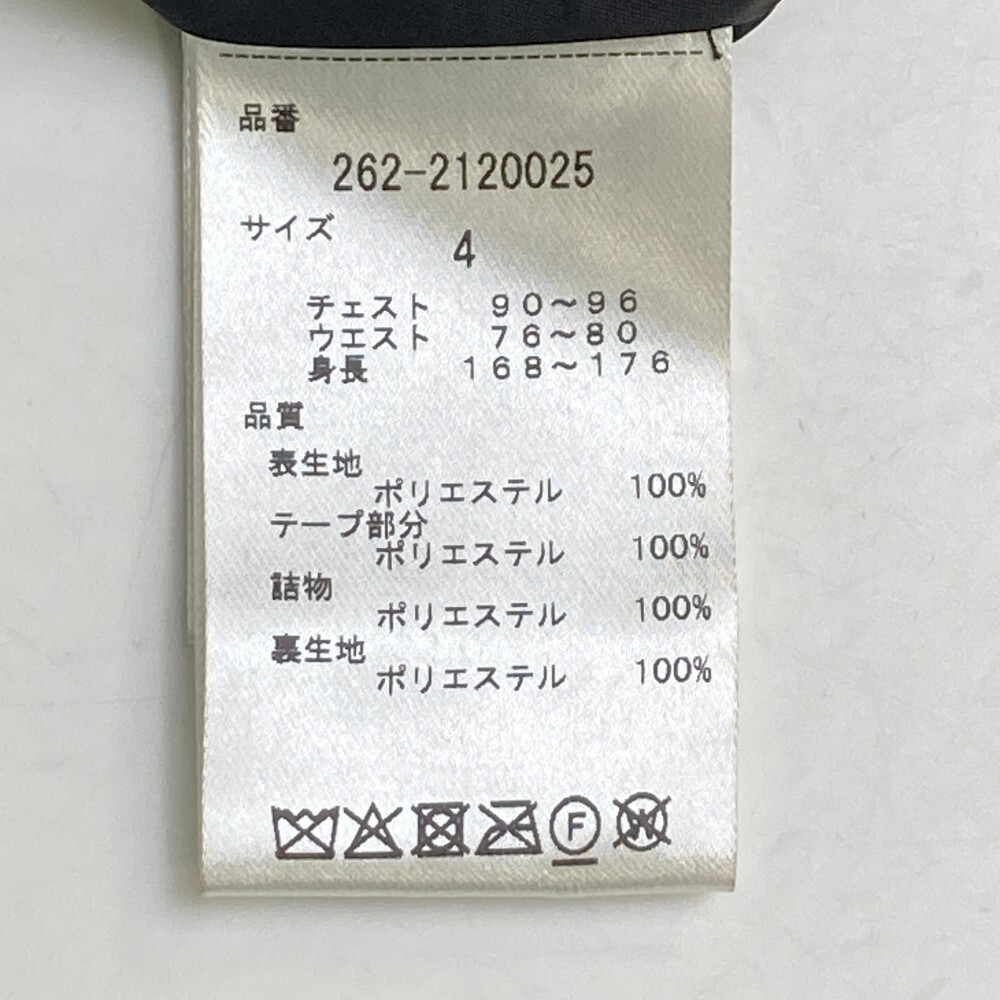 品番
262-2120025
サイズ
4
チェスト 90～96
ウエスト 76～80
身長 168～176
品質
表生地
ポリエステル 100%
テープ部分
ポリエステル 100%
詰物
ポリエステル 100%
裏生地
ポリエステル 100%
F W